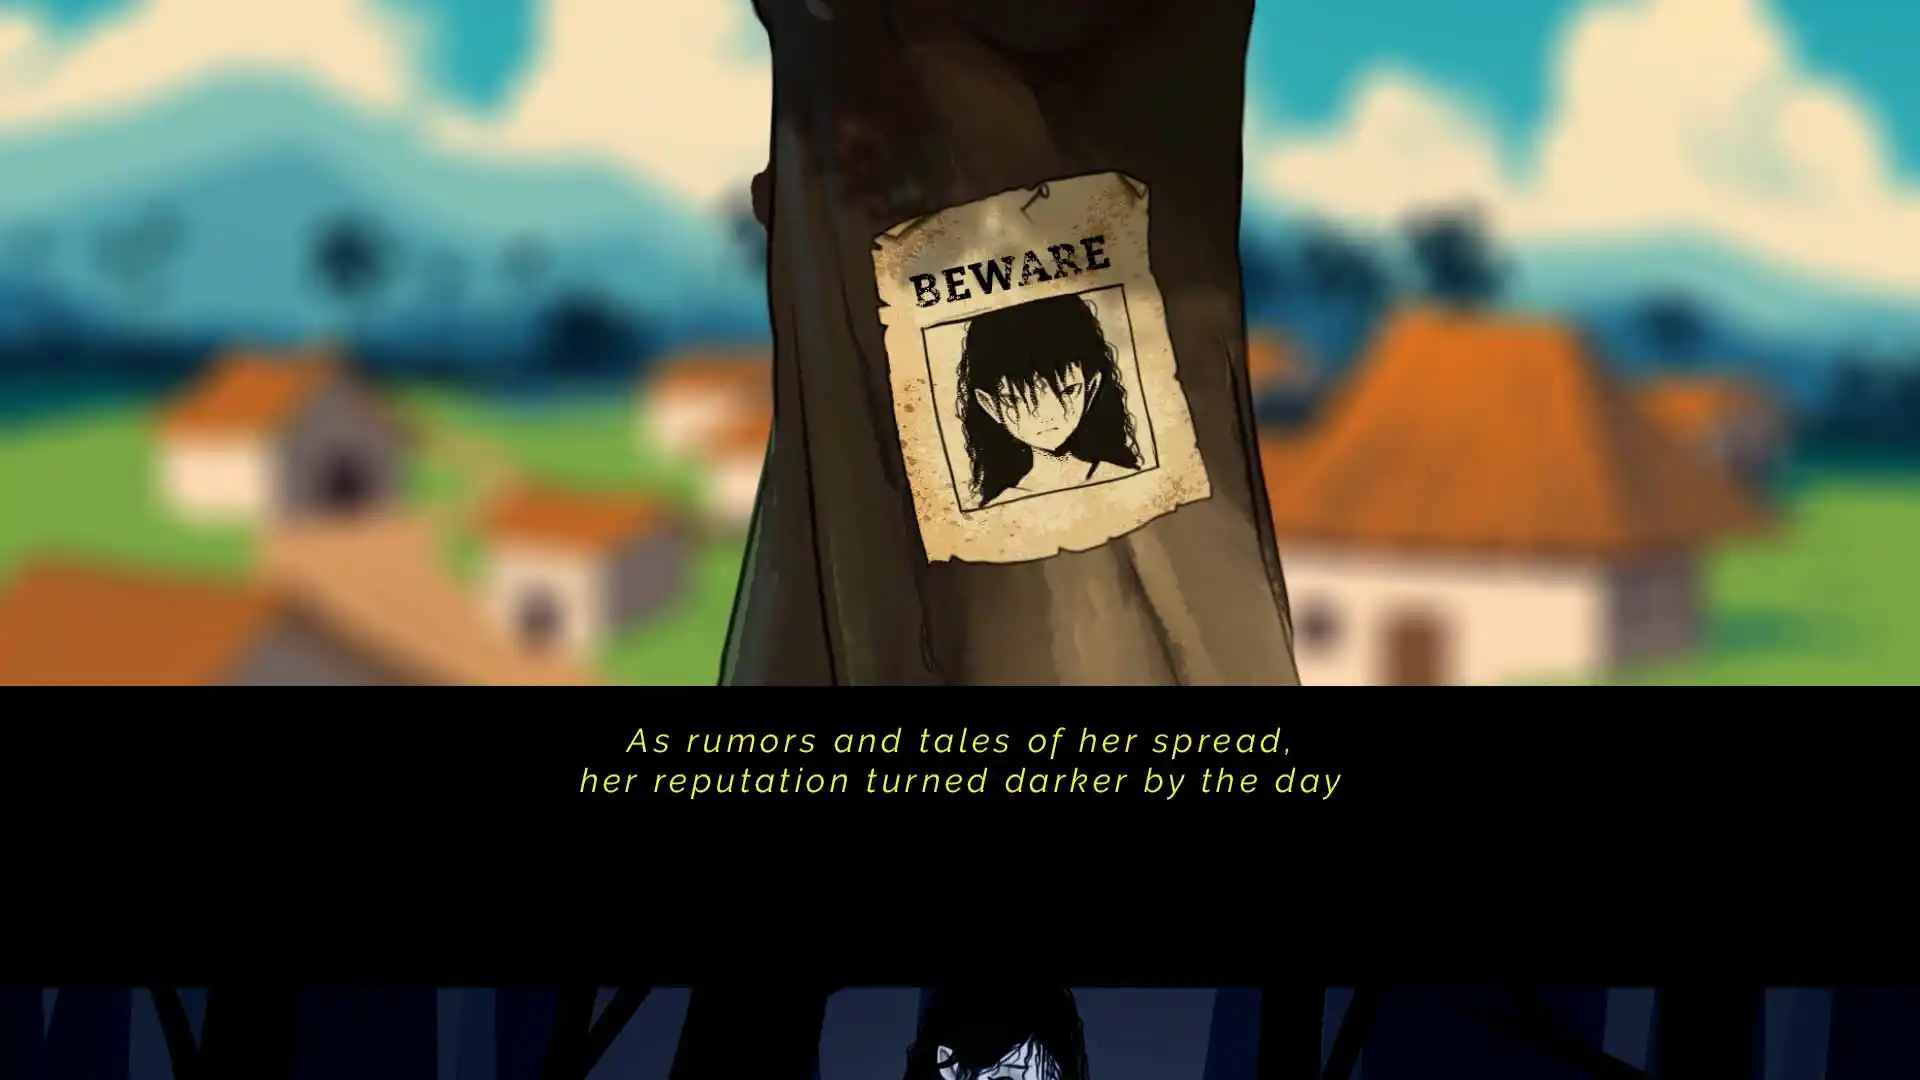 BEWARE
As rumors and tales of her spread,
her reputation turned darker by the day